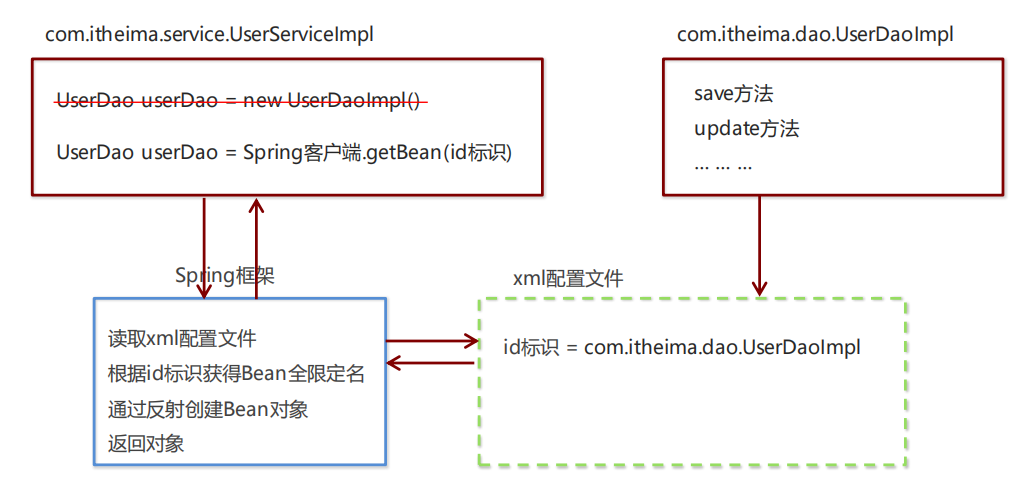 com.itheima.service.UserServiceImpl
UserDao userDao = new UserDaoImpl()
UserDao userDao = Spring客户端.getBean(id标识)
com.itheima.dao.UserDaoImpl
save方法
update方法
... ... ...
Spring框架
读取xml配置文件
根据id标识获得Bean全限定名
通过反射创建Bean对象
返回对象
xml配置文件
id标识 = com.itheima.dao.UserDaoImpl